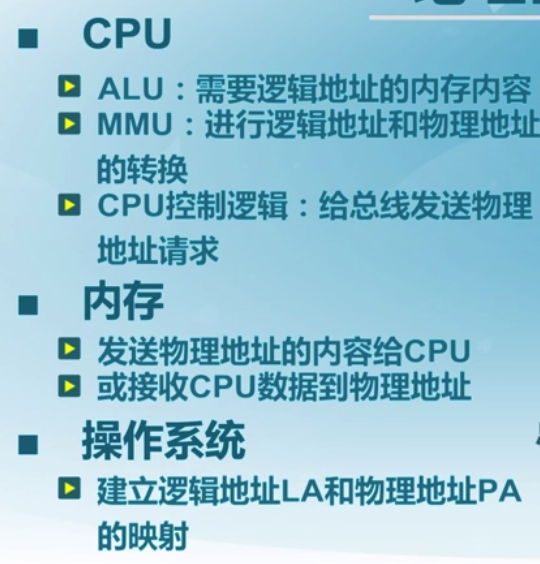 CPU
ALU：需要逻辑地址的内存内容
MMU：进行逻辑地址和物理地址
的转换
CPU控制逻辑：给总线发送物理
地址请求
内存
发送物理地址的内容给CPU
或接收CPU数据到物理地址
操作系统
建立逻辑地址LA和物理地址PA
的映射